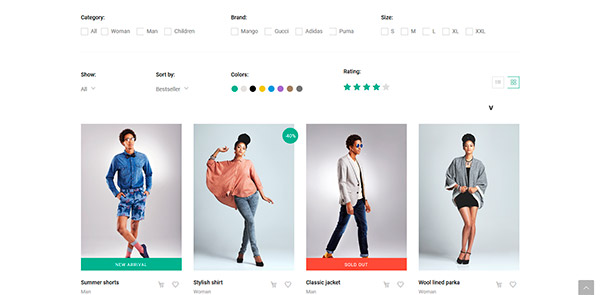 Category:
Brand:
Size:
All Woman Man Children
Mango Gucci Adidas Puma
S M L XL XXL
Show:
Sort by:
Colors:
Rating:
All
Bestseller
-40%
NEW ARRIVAL
SOLD OUT
Summer shorts
Man
Stylish shirt
Woman
Classic jacket
Man
Wool lined parka
Woman